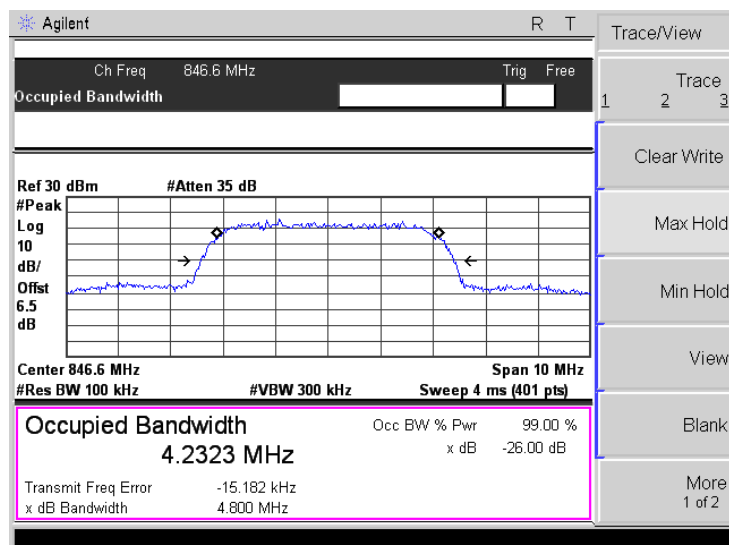 Agilent R T
Ch Freq 846.6 MHz Trig Free
Occupied Bandwidth
Ref 30 dBm #Atten 35 dB
#Peak
Log
10
dB/
Offst
6.5
dB
Center 846.6 MHz Span 10 MHz
#Res BW 100 kHz #VBW 300 kHz Sweep 4 ms (401 pts)
Occupied Bandwidth Occ BW % Pwr 99.00 %
4.2323 MHz x dB -26.00 dB
Transmit Freq Error -15.182 kHz
x dB Bandwidth 4.800 MHz
Trace/View
Trace
1 2 3
Clear Write
Max Hold
Min Hold
View
Blank
More
1 of 2